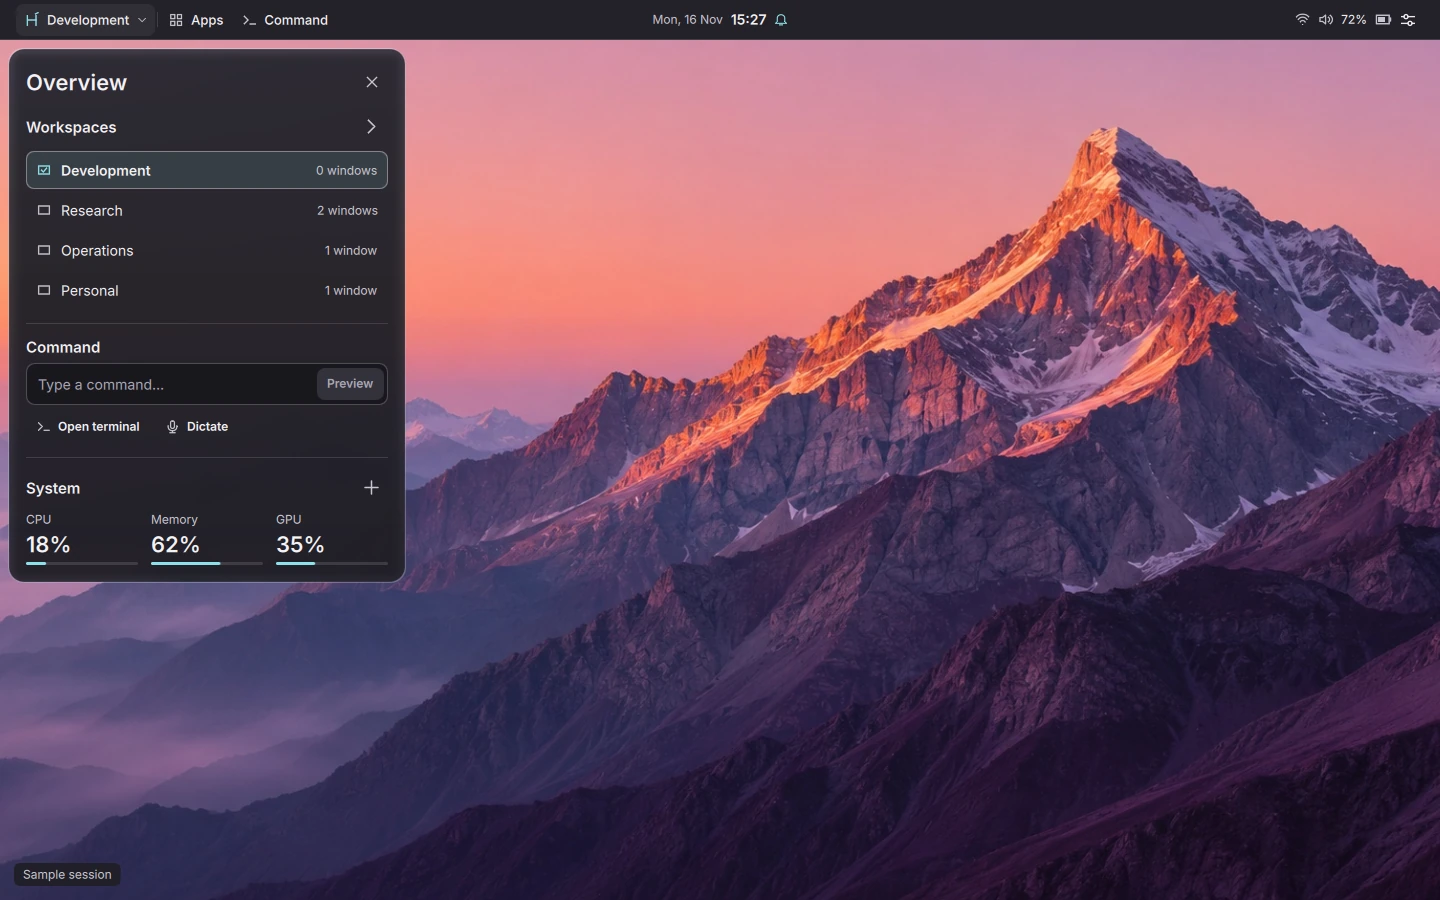 Development
Apps
Command
Mon, 16 Nov 15:27
72%
Overview
Workspaces
Development 0 windows
Research 2 windows
Operations 1 window
Personal 1 window
Command
Type a command... Preview
Open terminal Dictate
System
CPU Memory GPU
18% 62% 35%
Sample session